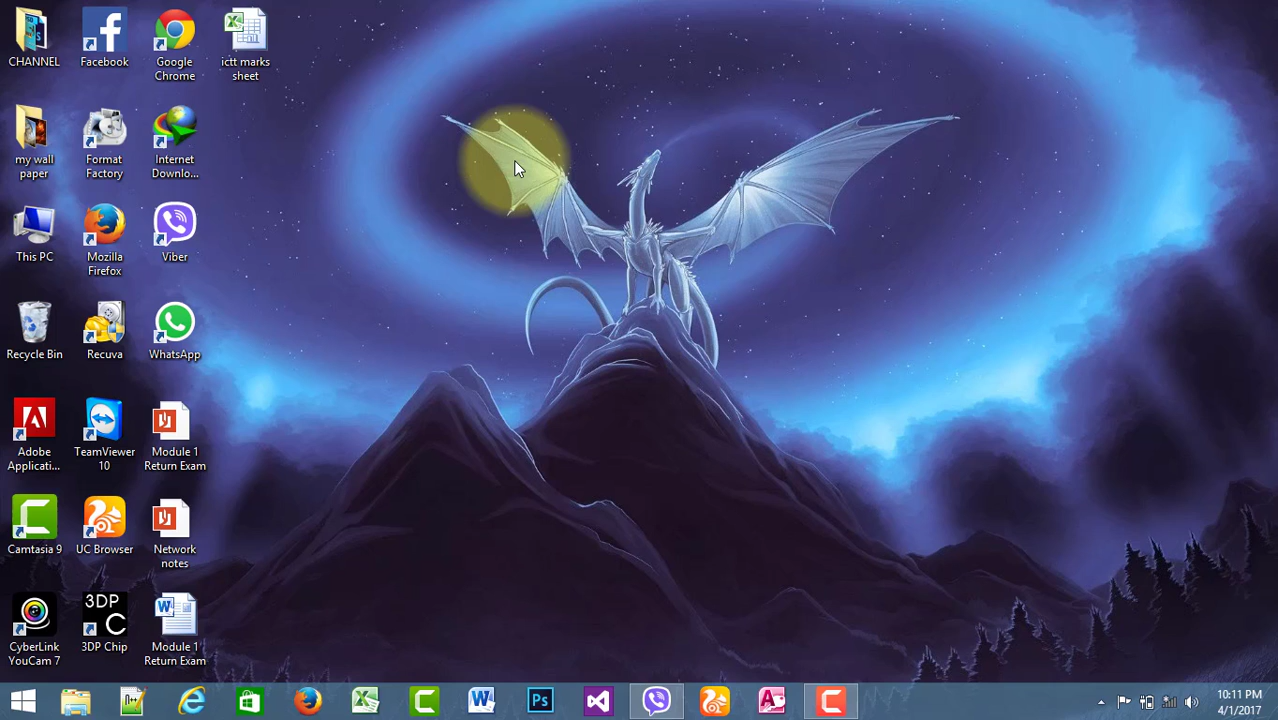 CHANNEL
Facebook
Google
Chrome
ictt marks
sheet
my wall
paper
Format
Factory
Internet
Downlo...
This PC
Mozilla
Firefox
Viber
Recycle Bin
Recuva
WhatsApp
Adobe
Applicati...
TeamViewer
10
Module 1
Return Exam
Camtasia 9
UC Browser
Network
notes
3DP
C
CyberLink
YouCam 7
3DP Chip
Module 1
Return Exam
Ps
10:11 PM
4/1/2017